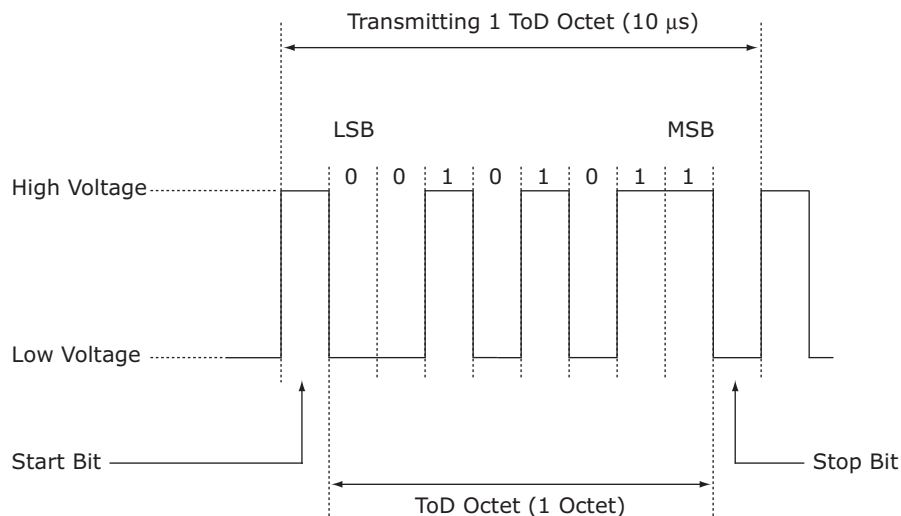 Transmitting 1 ToD Octet (10 μs)
LSB MSB
0 0 1 0 1 0 1 1
High Voltage
Low Voltage
Start Bit
Stop Bit
ToD Octet (1 Octet)